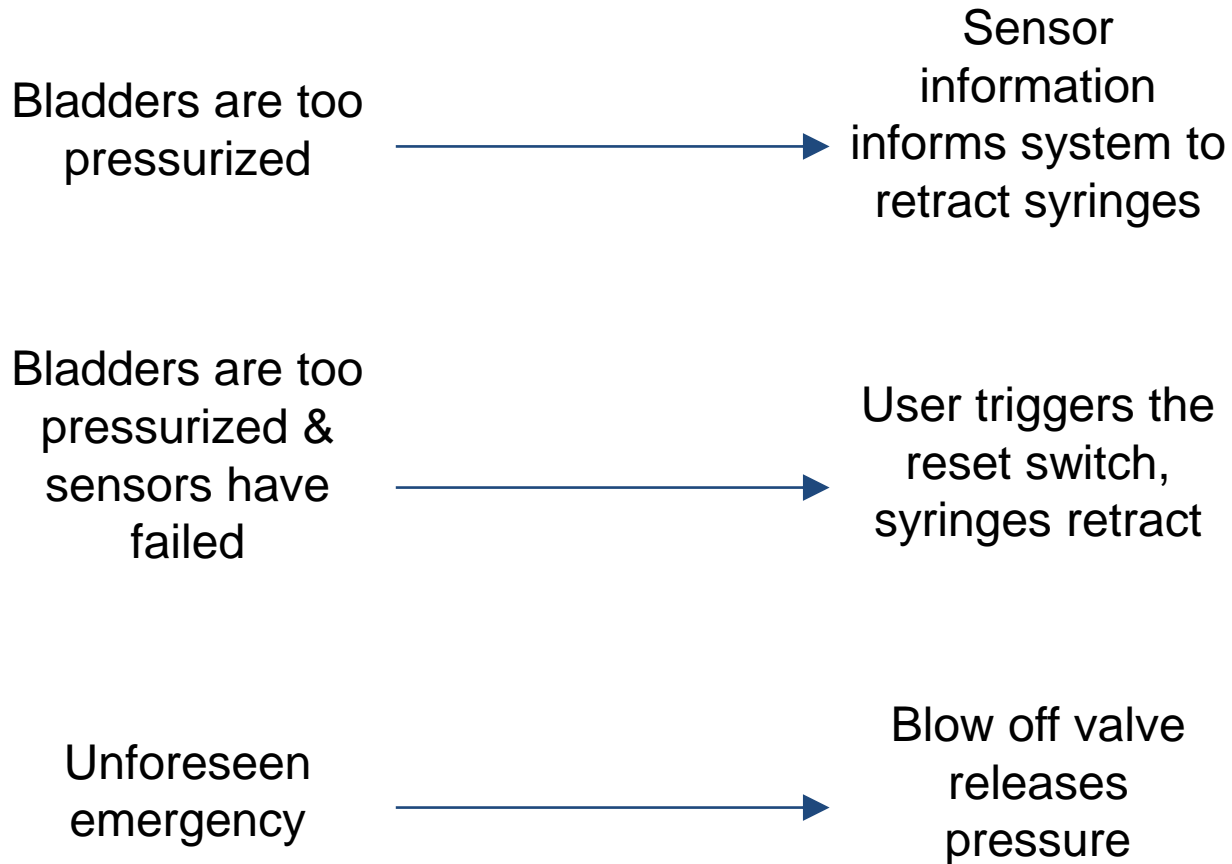 Bladders are too
pressurized
Sensor
information
informs system to
retract syringes
Bladders are too
pressurized &
sensors have
failed
User triggers the
reset switch,
syringes retract
Unforeseen
emergency
Blow off valve
releases
pressure